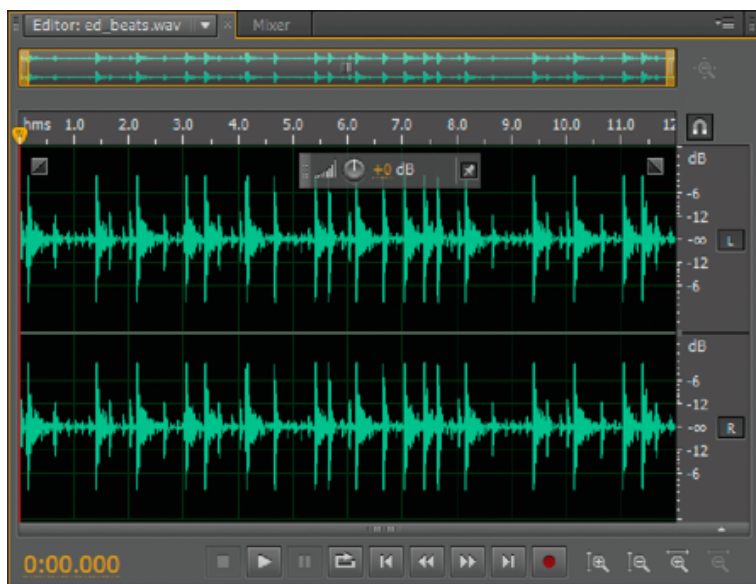 Editor: ed_beats.wav Mixer
hms 1.0 2.0 3.0 4.0 5.0 6.0 7.0 8.0 9.0 10.0 11.0 12
+0 dB
dB
-6
-12
-∞ L
-12
-6
dB
-6
-12
-∞ R
-12
-6
0:00.000